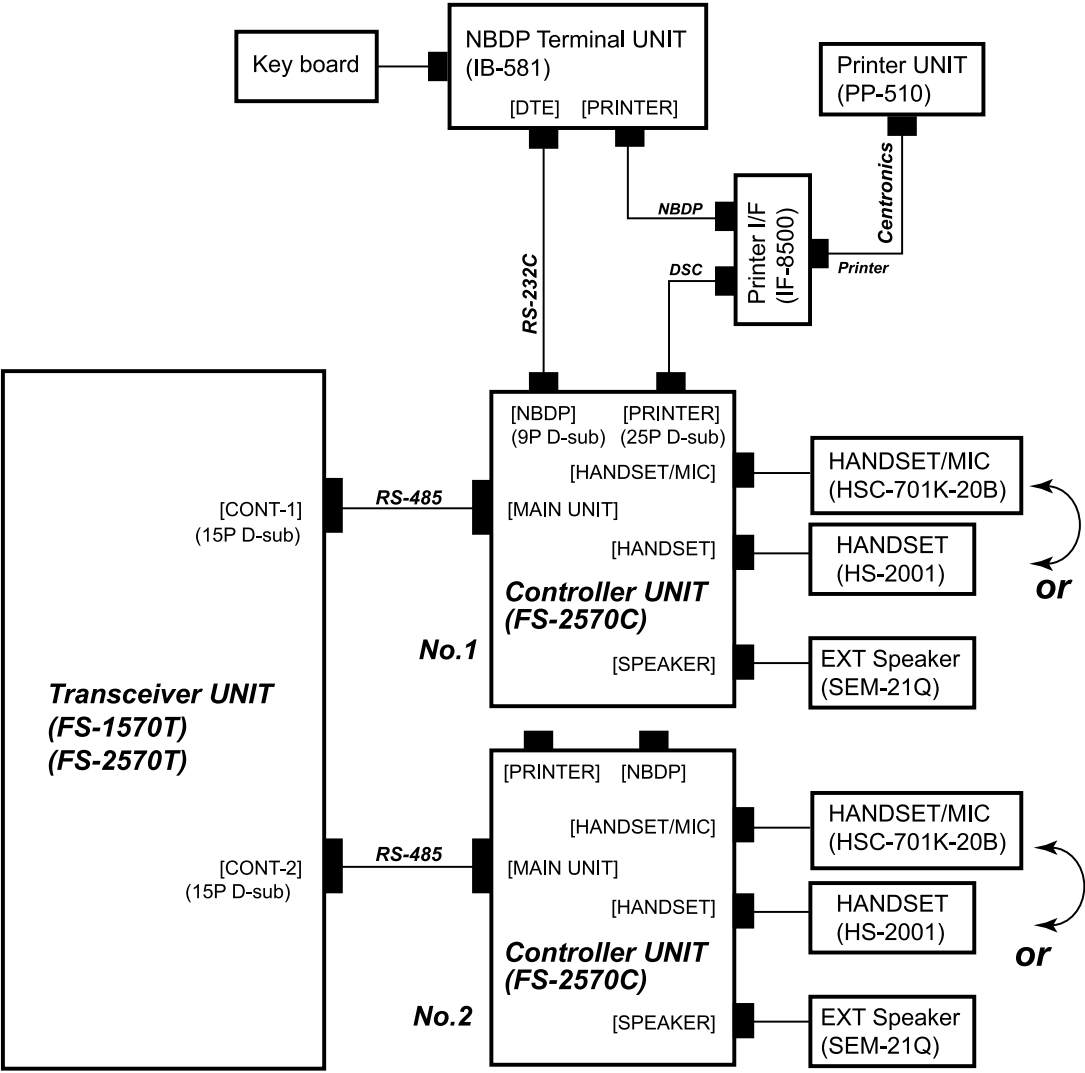 Key board
NBDP Terminal UNIT
(IB-581)
[DTE] [PRINTER]
Printer UNIT
(PP-510)
Centronics
NBDP
Printer I/F
(IF-8500)
Printer
DSC
RS-232C
[NBDP]
(9P D-sub)
[PRINTER]
(25P D-sub)
[HANDSET/MIC]
HANDSET/MIC
(HSC-701K-20B)
[CONT-1]
(15P D-sub)
RS-485
[MAIN UNIT]
[HANDSET]
HANDSET
(HS-2001)
or
Controller UNIT
(FS-2570C)
No.1
[SPEAKER]
EXT Speaker
(SEM-21Q)
Transceiver UNIT
(FS-1570T)
(FS-2570T)
[PRINTER] [NBDP]
[HANDSET/MIC]
HANDSET/MIC
(HSC-701K-20B)
[CONT-2]
(15P D-sub)
RS-485
[MAIN UNIT]
[HANDSET]
HANDSET
(HS-2001)
or
Controller UNIT
(FS-2570C)
No.2
[SPEAKER]
EXT Speaker
(SEM-21Q)